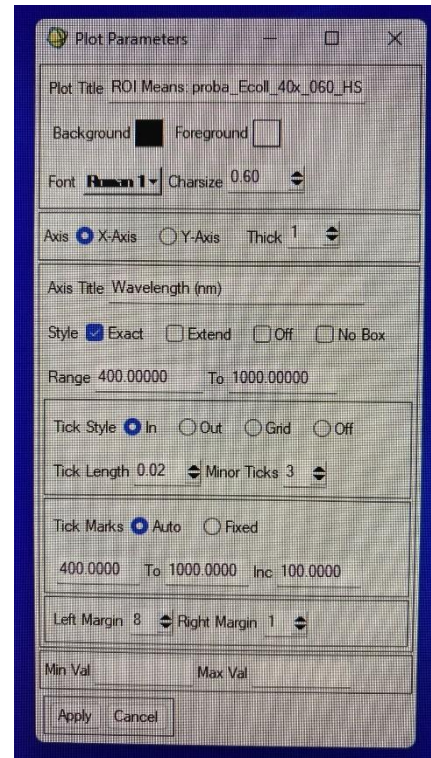 Plot Parameters
Plot Title ROI Means: proba_Ecoll_40x_060_HS
Background Foreground
Font Roman 1 Charsize 0.60
Axis X-Axis Y-Axis Thick 1
Axis Title Wavelength (nm)
Style Exact Extend Off No Box
Range 400.00000 To 1000.00000
Tick Style In Out Grid Off
Tick Length 0.02 Minor Ticks 3
Tick Marks Auto Fixed
400.0000 To 1000.0000 Inc 100.0000
Left Margin 8 Right Margin 1
Min Val Max Val
Apply Cancel